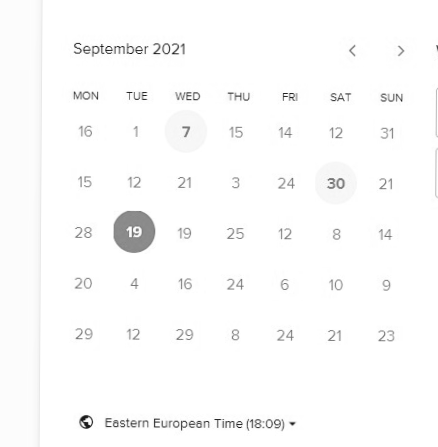 September 2021 < >
MON TUE WED THU FRI SAT SUN
16 1 7 15 14 12 31
15 12 21 3 24 30 21
28 19 19 25 12 8 14
20 4 16 24 6 10 9
29 12 29 8 24 21 23
Eastern European Time (18:09)